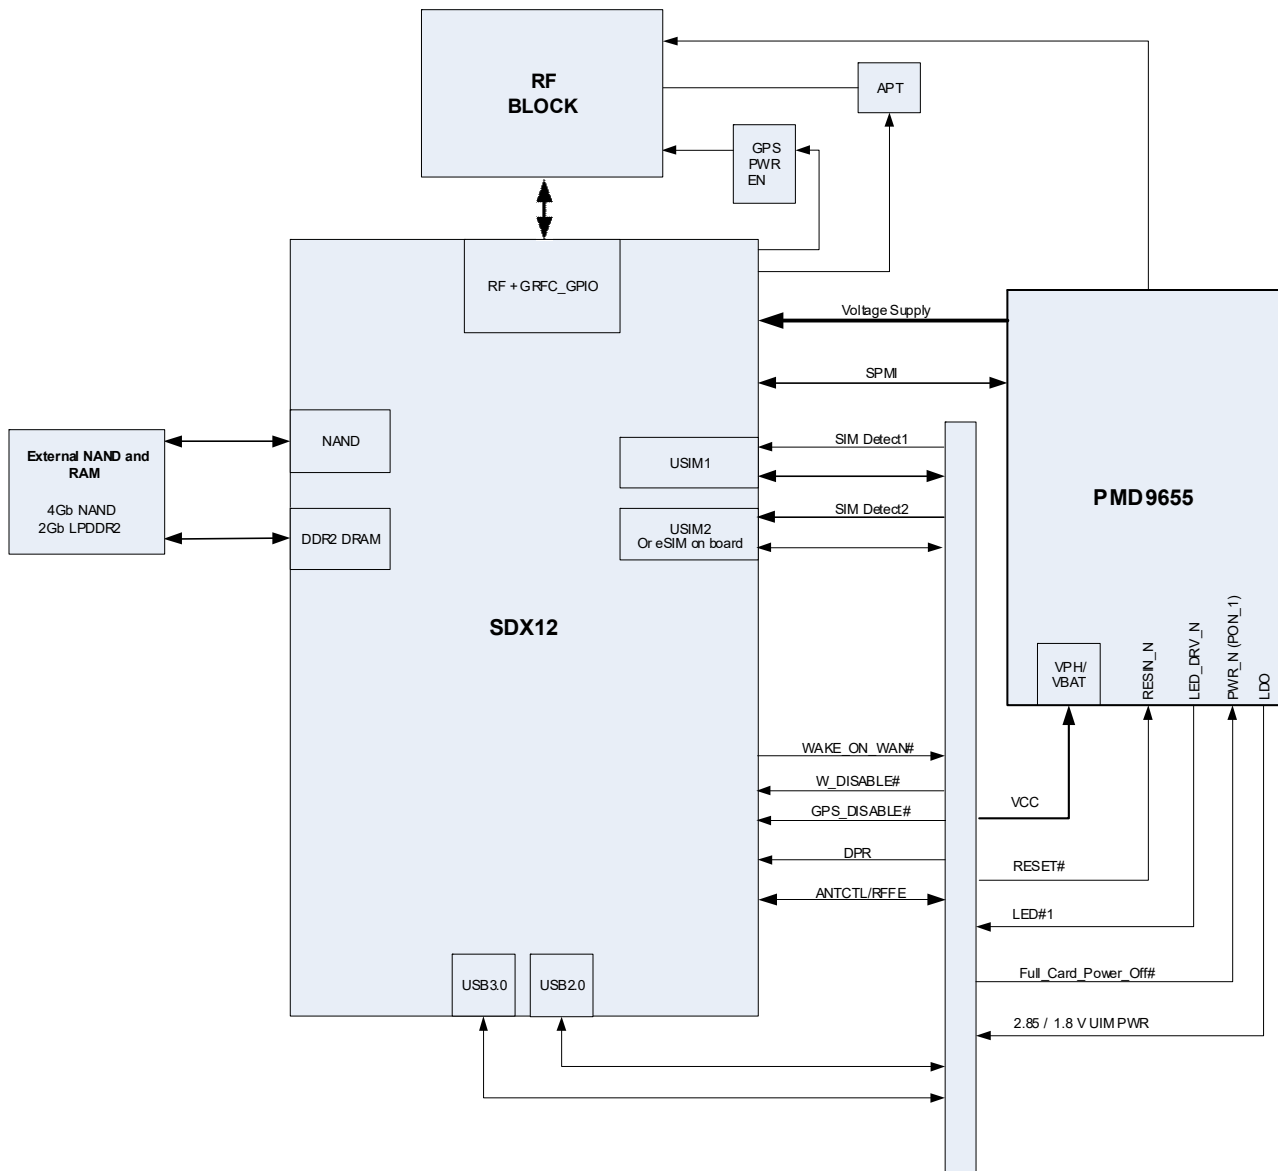 RF
BLOCK
APT
GPS
PWR
EN
RF + GRFC_GPIO
Voltage Supply
SPMI
NAND
External NAND and
RAM
4Gb NAND
2Gb LPDDR2
DDR2 DRAM
USIM1
SIM Detect1
USIM2
Or eSIM on board
SIM Detect2
SDX12
PMD9655
VPH/
VBAT
RESIN_N
LED_DRV_N
PWR_N (PON_1)
LDO
WAKE_ON_WAN#
W_DISABLE#
GPS_DISABLE#
DPR
ANTCTL/RFFE
VCC
RESET#
LED#1
Full_Card_Power_Off#
2.85 / 1.8 V UIM PWR
USB3.0
USB2.0